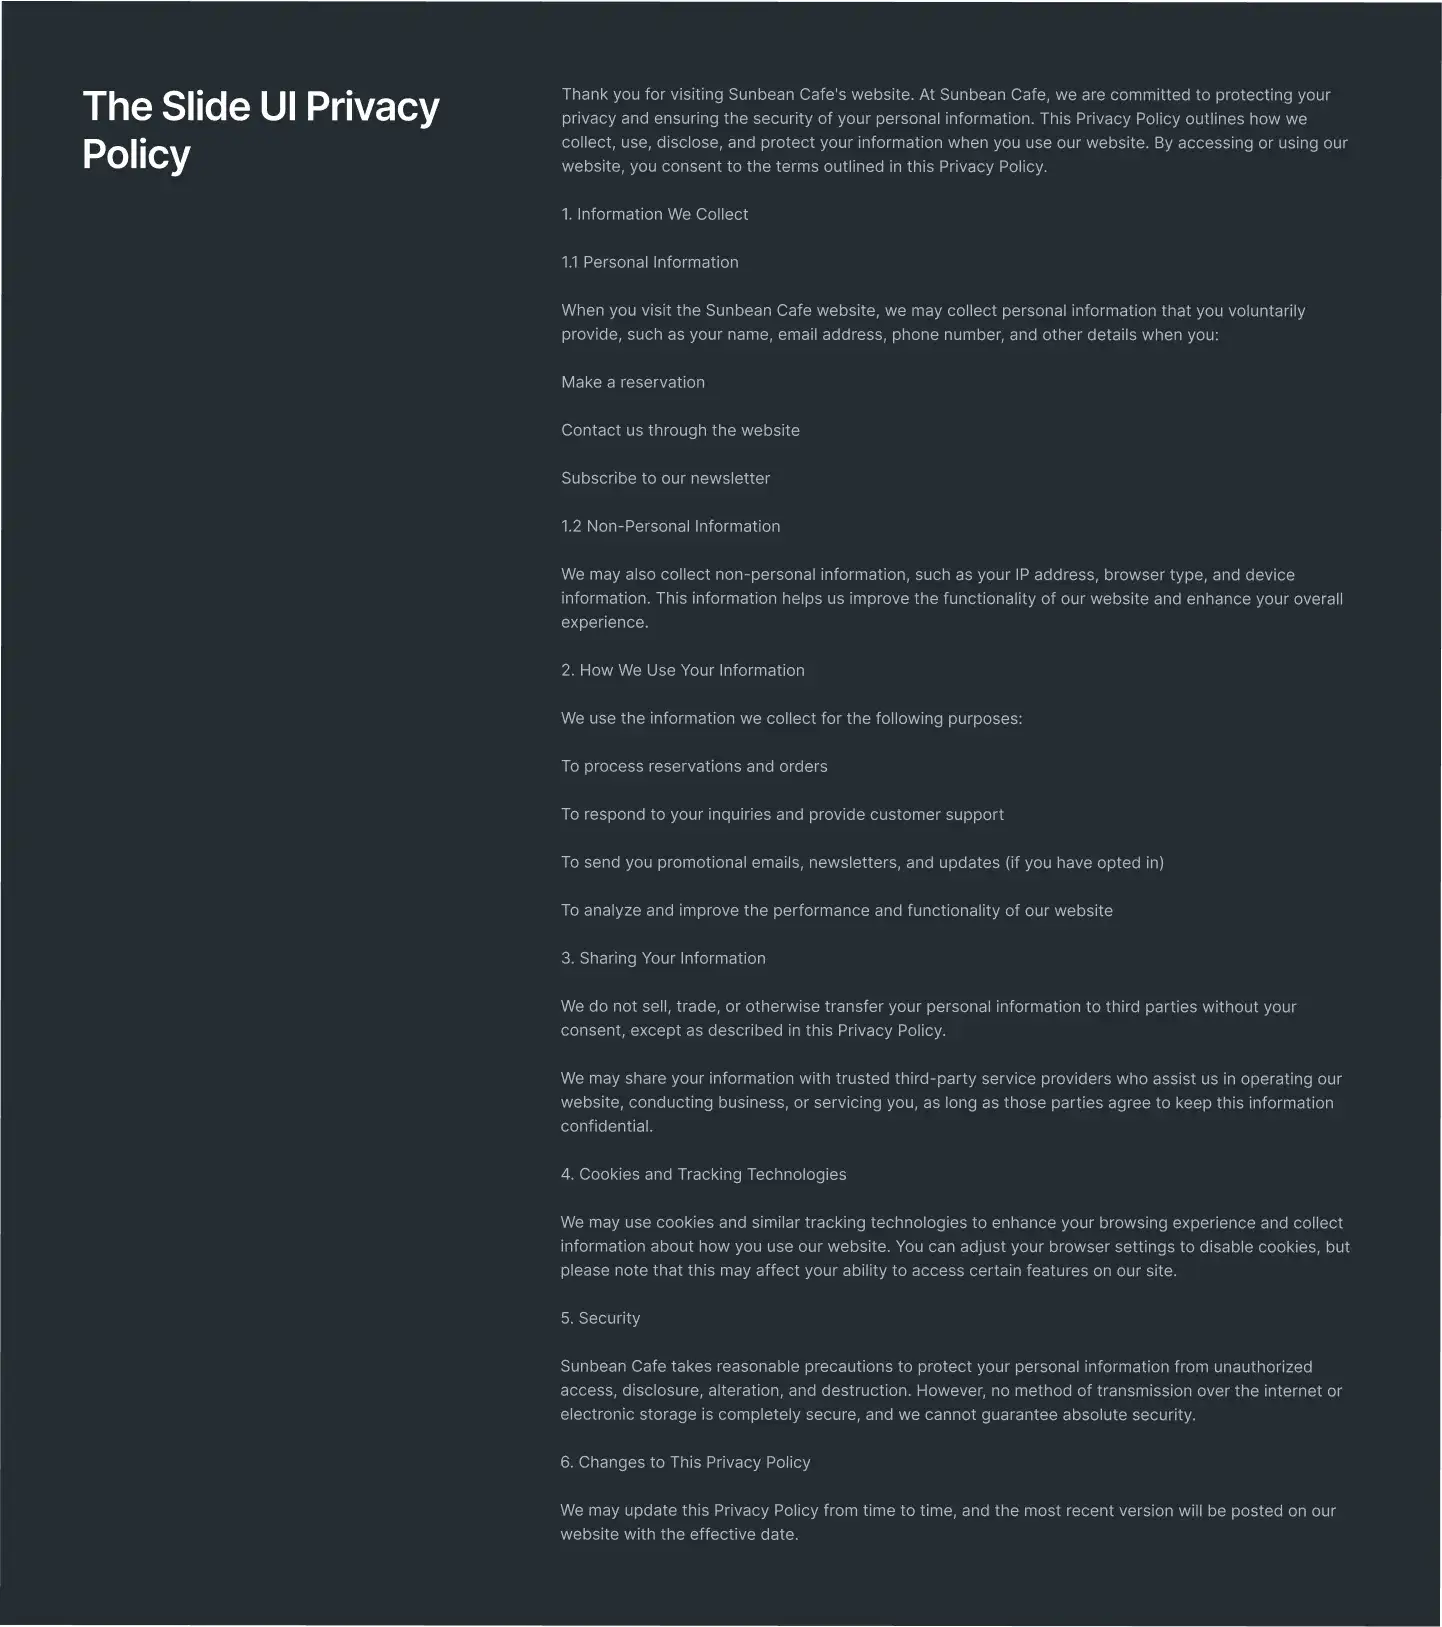 The Slide UI Privacy
Policy
Thank you for visiting Sunbean Cafe's website. At Sunbean Cafe, we are committed to protecting your
privacy and ensuring the security of your personal information. This Privacy Policy outlines how we
collect, use, disclose, and protect your information when you use our website. By accessing or using our
website, you consent to the terms outlined in this Privacy Policy.
1. Information We Collect
1.1 Personal Information
When you visit the Sunbean Cafe website, we may collect personal information that you voluntarily
provide, such as your name, email address, phone number, and other details when you:
Make a reservation
Contact us through the website
Subscribe to our newsletter
1.2 Non-Personal Information
We may also collect non-personal information, such as your IP address, browser type, and device
information. This information helps us improve the functionality of our website and enhance your overall
experience.
2. How We Use Your Information
We use the information we collect for the following purposes:
To process reservations and orders
To respond to your inquiries and provide customer support
To send you promotional emails, newsletters, and updates (if you have opted in)
To analyze and improve the performance and functionality of our website
3. Sharing Your Information
We do not sell, trade, or otherwise transfer your personal information to third parties without your
consent, except as described in this Privacy Policy.
We may share your information with trusted third-party service providers who assist us in operating our
website, conducting business, or servicing you, as long as those parties agree to keep this information
confidential.
4. Cookies and Tracking Technologies
We may use cookies and similar tracking technologies to enhance your browsing experience and collect
information about how you use our website. You can adjust your browser settings to disable cookies, but
please note that this may affect your ability to access certain features on our site.
5. Security
Sunbean Cafe takes reasonable precautions to protect your personal information from unauthorized
access, disclosure, alteration, and destruction. However, no method of transmission over the internet or
electronic storage is completely secure, and we cannot guarantee absolute security.
6. Changes to This Privacy Policy
We may update this Privacy Policy from time to time, and the most recent version will be posted on our
website with the effective date.